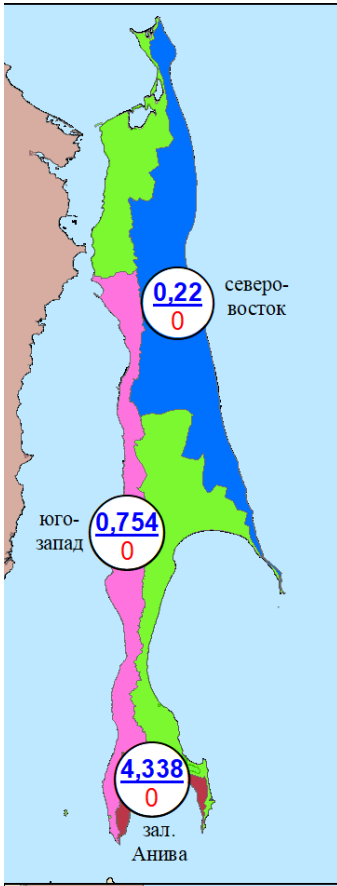 0,22
0
северо-
восток
юго-
запад
0,754
0
4,338
0
зал.
Анива